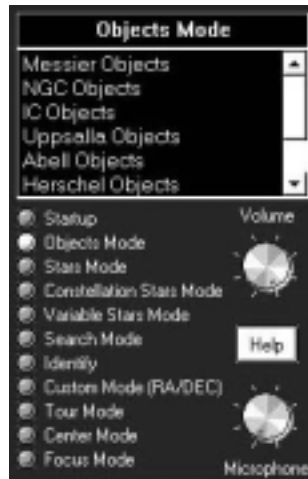 Objects Mode
Messier Objects
NGC Objects
IC Objects
Uppsalla Objects
Abell Objects
Herschel Objects
Startup
Volume
Objects Mode
Stars Mode
Constellation Stars Mode
Variable Stars Mode
Search Mode
Help
Identify
Custom Mode (RA/DEC)
Tour Mode
Center Mode
Focus Mode
Microphone